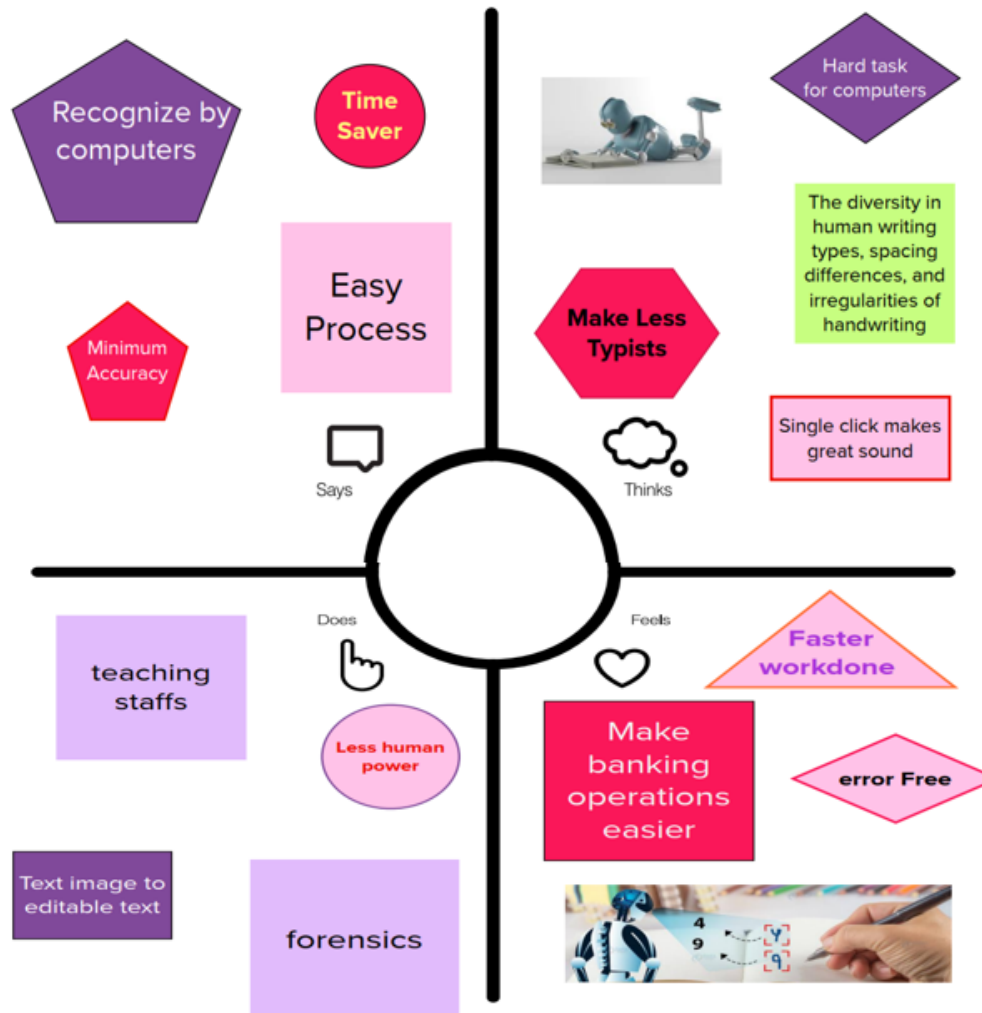 Recognize by
computers
Time
Saver
Easy
Process
Minimum
Accuracy
Says
Hard task
for computers
The diversity in
human writing
types, spacing
differences, and
irregularities of
handwriting
Make Less
Typists
Single click makes
great sound
Thinks
Does
teaching
staffs
Less human
power
Text image to
editable text
forensics
Feels
Faster
workdone
Make
banking
operations
easier
error Free
4
9
4
9